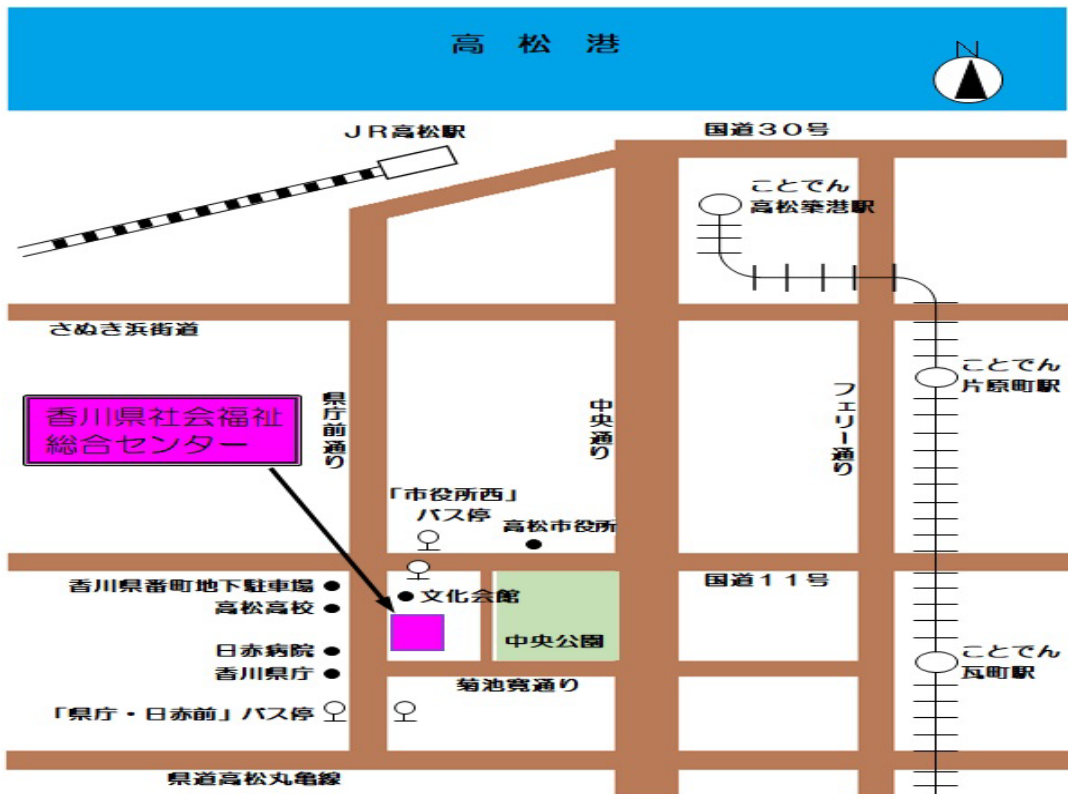 高松港
N
JR高松駅
国道30号
ことでん
高松築港駅
さぬき浜街道
ことでん
片原町駅
県庁前通り
中央通り
フェリー通り
香川県社会福祉
総合センター
「市役所西」
バス停
高松市役所
香川県番町地下駐車場
文化会館
国道11号
高松高校
中央公園
日赤病院
ことでん
瓦町駅
香川県庁
菊池寛通り
「県庁・日赤前」バス停
県道高松丸亀線